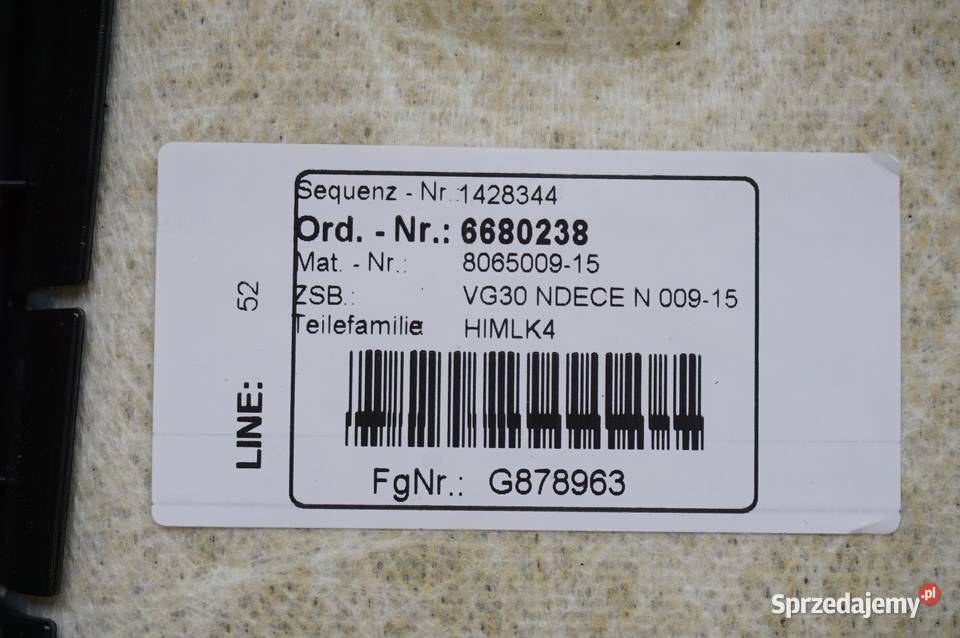 Sequenz - Nr.:1428344
Ord. - Nr.: 6680238
Mat. - Nr.: 8065009-15
ZSB.: VG30 NDECE N 009-15
Teilefamilie: HIMLK4
FgNr.: G878963
LINE: 52
Sprzedajemy.pl